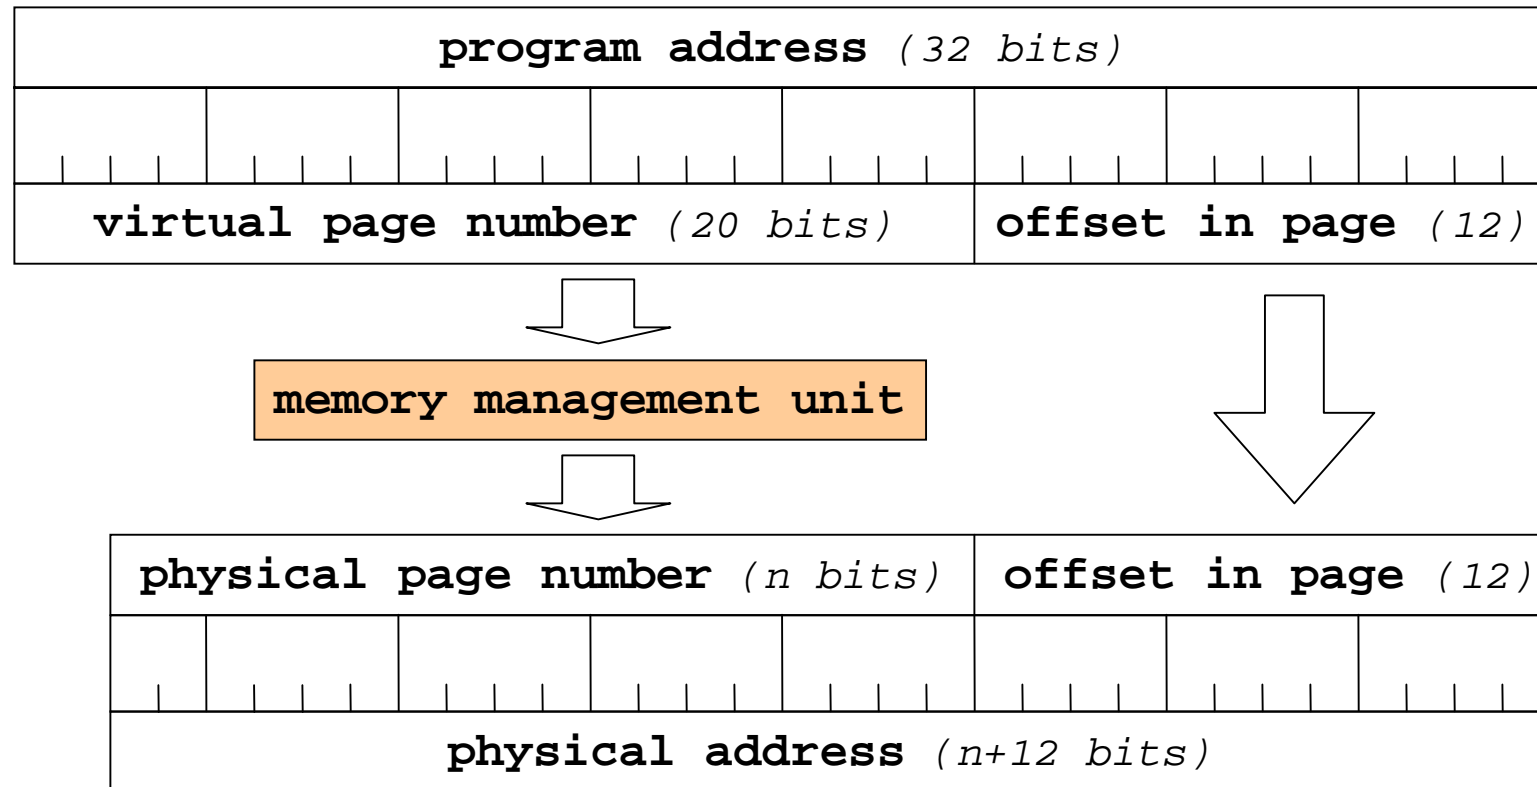 program address (32 bits)
virtual page number (20 bits) offset in page (12)
memory management unit
physical page number (n bits) offset in page (12)
physical address (n+12 bits)